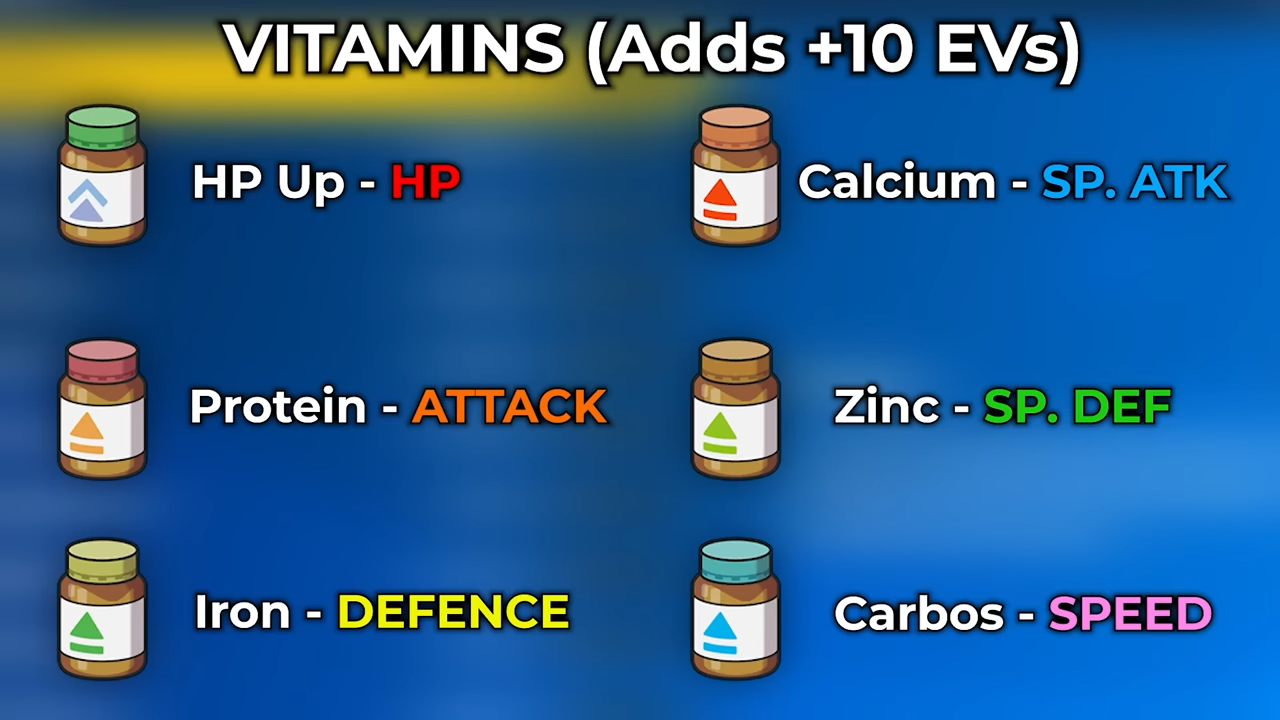 VITAMINS (Adds +10 EVs)
HP Up - HP
Calcium - SP. ATK
Protein - ATTACK
Zinc - SP. DEF
Iron - DEFENCE
Carbos - SPEED